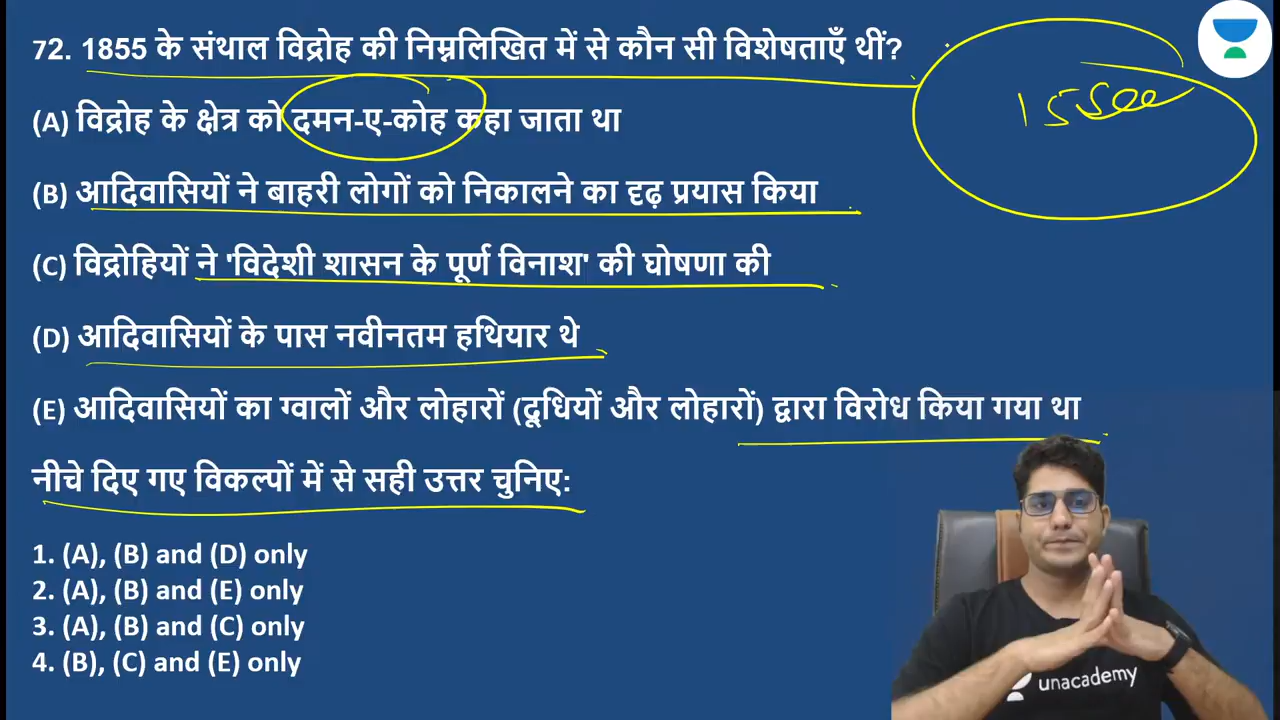 72. 1855 के संथाल विद्रोह की निम्नलिखित में से कौन सी विशेषताएँ थीं?
15 Sec
(A) विद्रोह के क्षेत्र को दमन-ए-कोह कहा जाता था
(B) आदिवासियों ने बाहरी लोगों को निकालने का दृढ़ प्रयास किया
(C) विद्रोहियों ने 'विदेशी शासन के पूर्ण विनाश' की घोषणा की
(D) आदिवासियों के पास नवीनतम हथियार थे
(E) आदिवासियों का ग्वालों और लोहारों (दूधियों और लोहारों) द्वारा विरोध किया गया था
नीचे दिए गए विकल्पों में से सही उत्तर चुनिए:
1. (A), (B) and (D) only
2. (A), (B) and (E) only
3. (A), (B) and (C) only
4. (B), (C) and (E) only
unacademy